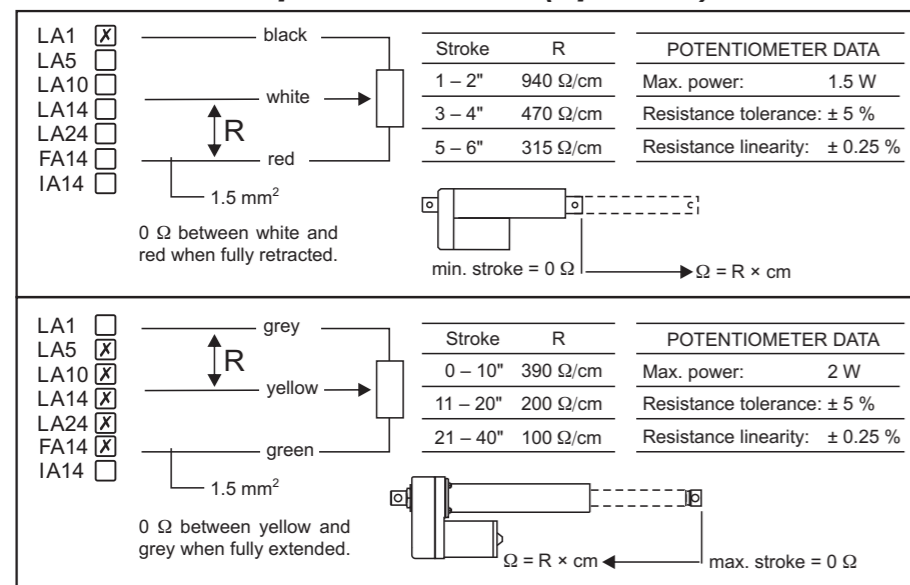 LA1 ☒
LA5 ☐
LA10 ☐
LA14 ☐
LA24 ☐
FA14 ☐
IA14 ☐
black
white
R
red
1.5 mm²
0 Ω between white and
red when fully retracted.
Stroke R
1 – 2" 940 Ω/cm
3 – 4" 470 Ω/cm
5 – 6" 315 Ω/cm
POTENTIOMETER DATA
Max. power: 1.5 W
Resistance tolerance: ± 5 %
Resistance linearity: ± 0.25 %
min. stroke = 0 Ω
Ω = R × cm
LA1 ☐
LA5 ☒
LA10 ☒
LA14 ☒
LA24 ☒
FA14 ☒
IA14 ☐
grey
R
yellow
green
1.5 mm²
0 Ω between yellow and
grey when fully extended.
Stroke R
0 – 10" 390 Ω/cm
11 – 20" 200 Ω/cm
21 – 40" 100 Ω/cm
POTENTIOMETER DATA
Max. power: 2 W
Resistance tolerance: ± 5 %
Resistance linearity: ± 0.25 %
Ω = R × cm
max. stroke = 0 Ω